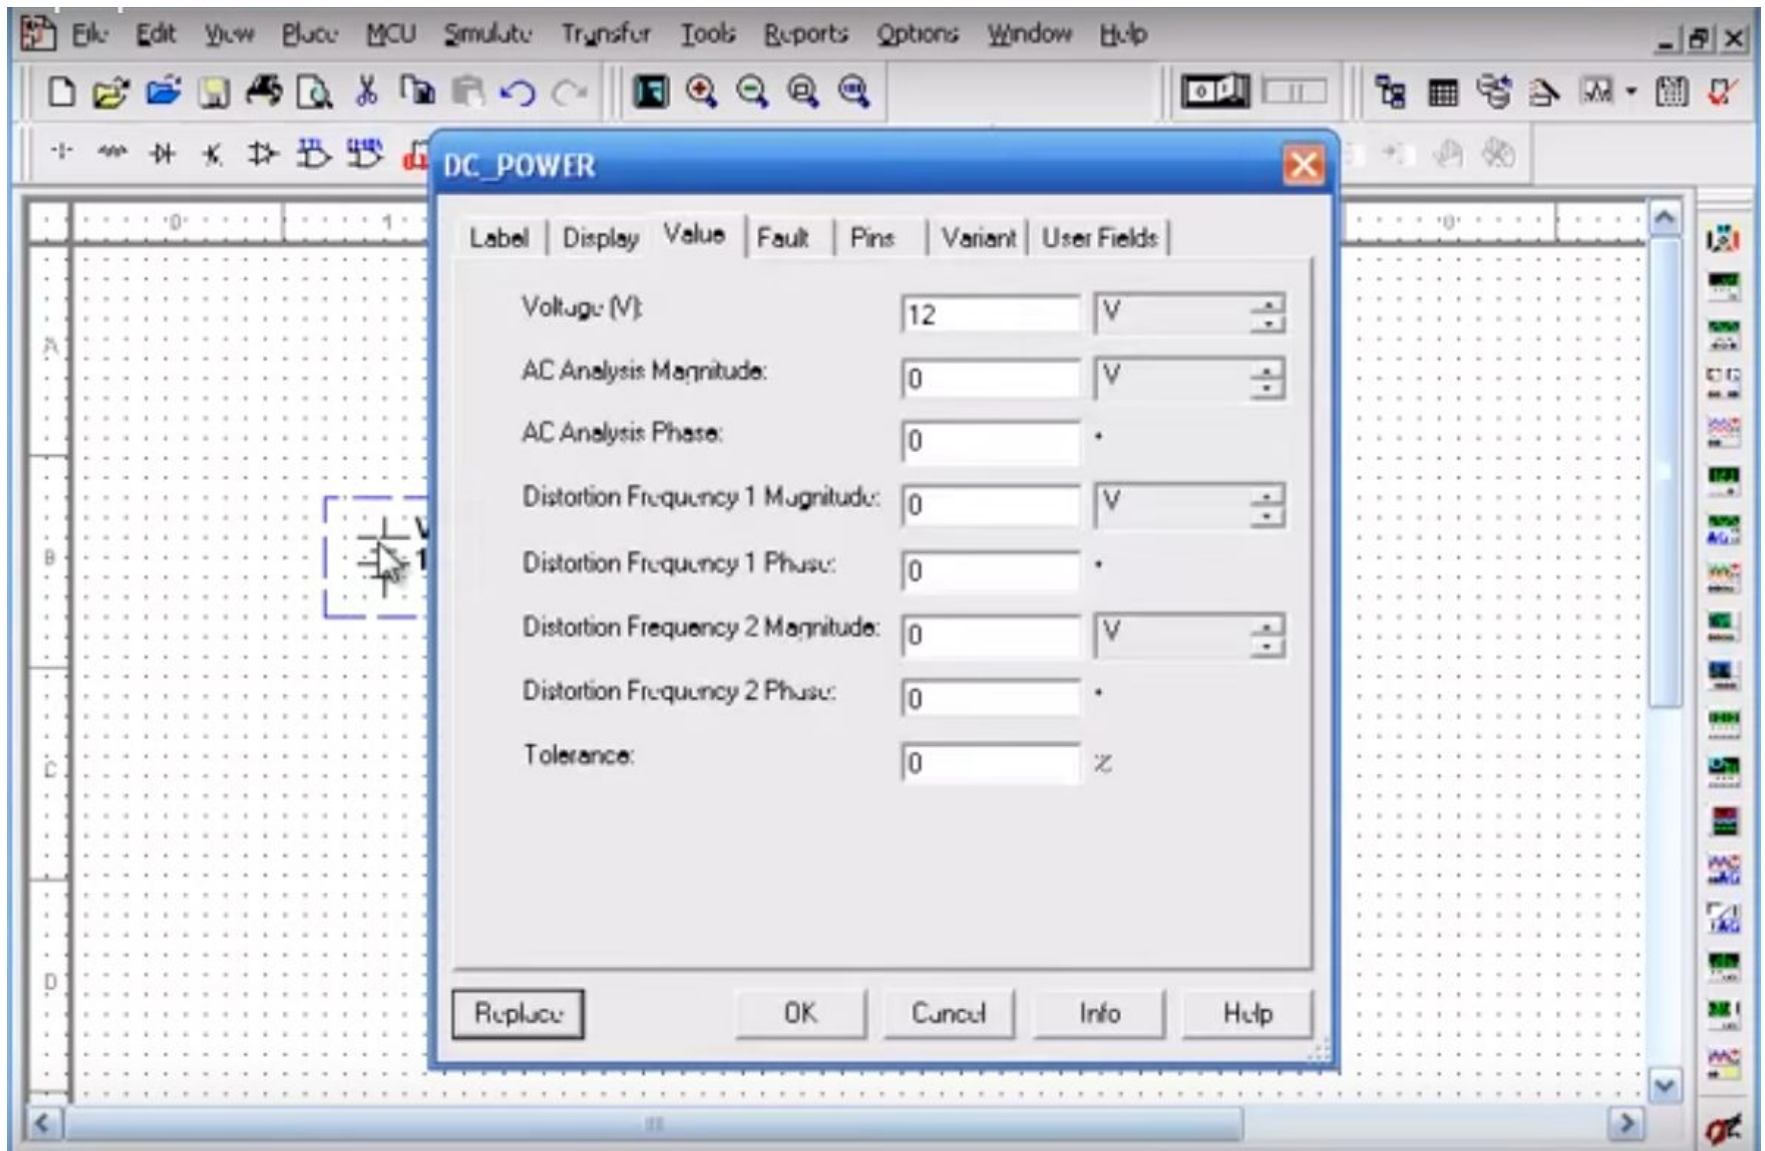 File Edit View Place MCU Simulate Transfer Tools Reports Options Window Help
DC_POWER
Label Display Value Fault Pins Variant User Fields
0 1 0
Voltage (V): 12 V
AC Analysis Magnitude: 0 V
AC Analysis Phase: 0 °
Distortion Frequency 1 Magnitude: 0 V
Distortion Frequency 1 Phase: 0 °
Distortion Frequency 2 Magnitude: 0 V
Distortion Frequency 2 Phase: 0 °
Tolerance: 0 %
A
B
C
D
Replace OK Cancel Info Help